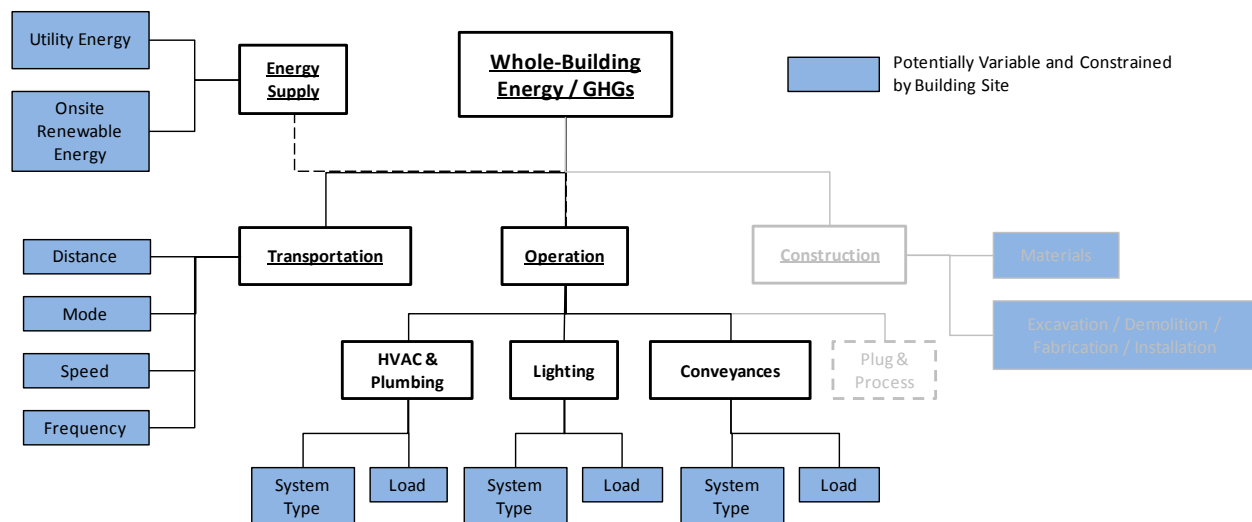 Utility Energy
Onsite
Renewable
Energy
Energy
Supply
Whole-Building
Energy / GHGs
Potentially Variable and Constrained
by Building Site
Distance
Mode
Speed
Frequency
Transportation
Operation
Construction
Materials
Excavation / Demolition /
Fabrication / Installation
HVAC &
Plumbing
Lighting
Conveyances
Plug &
Process
System
Type
Load
System
Type
Load
System
Type
Load